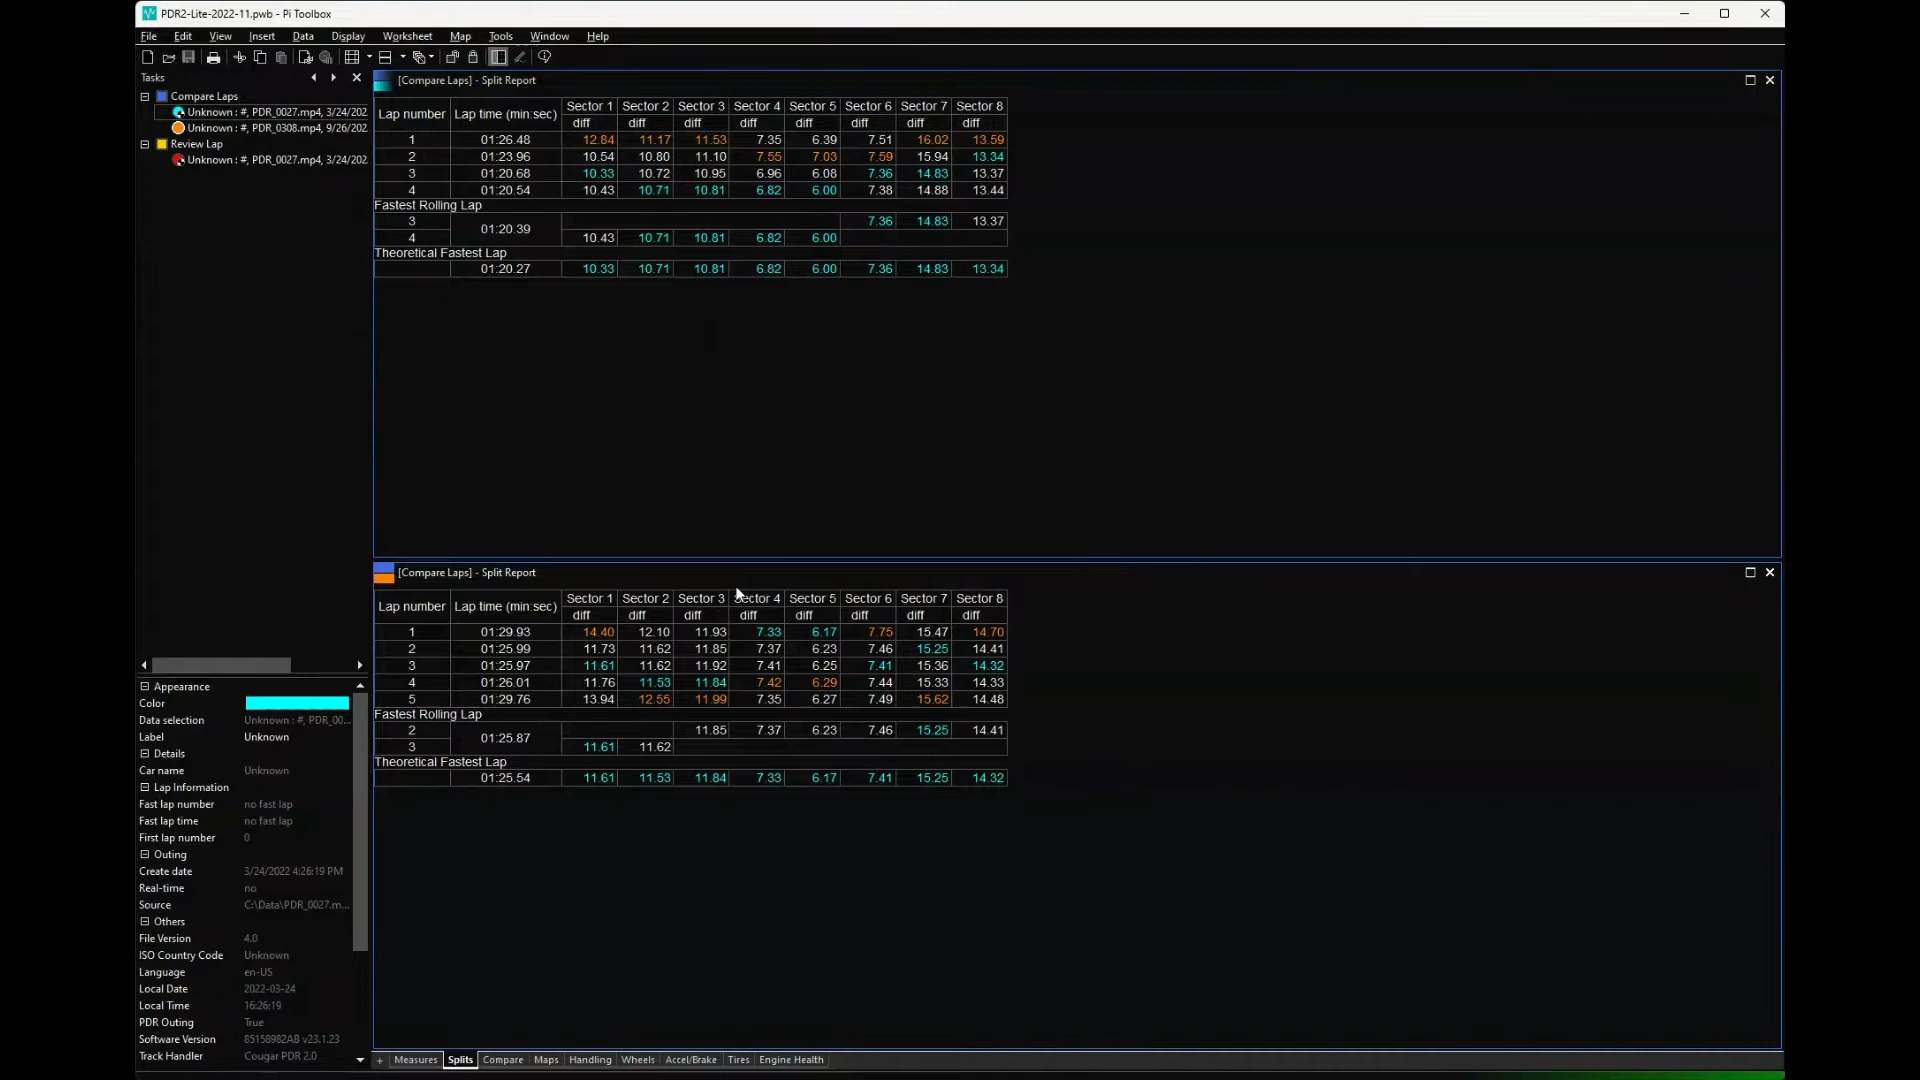 PDR2-Lite-2022-11.pwb - Pi Toolbox
File Edit View Insert Data Display Worksheet Map Tools Window Help
Tasks
Compare Laps
Unknown : #, PDR_0027.mp4, 3/24/202
Unknown : #, PDR_0308.mp4, 9/26/202
Review Lap
Unknown : #, PDR_0027.mp4, 3/24/202
[Compare Laps] - Split Report
Lap number Lap time (min:sec) Sector 1 Sector 2 Sector 3 Sector 4 Sector 5 Sector 6 Sector 7 Sector 8
diff diff diff diff diff diff diff diff
1 01:26.48 12.84 11.17 11.53 7.35 6.39 7.51 16.02 13.59
2 01:23.96 10.54 10.80 11.10 7.55 7.03 7.59 15.94 13.34
3 01:20.68 10.33 10.72 10.95 6.96 6.08 7.36 14.83 13.37
4 01:20.54 10.43 10.71 10.81 6.82 6.00 7.38 14.88 13.44
Fastest Rolling Lap
3 7.36 14.83 13.37
01:20.39
4 10.43 10.71 10.81 6.82 6.00
Theoretical Fastest Lap
01:20.27 10.33 10.71 10.81 6.82 6.00 7.36 14.83 13.34
[Compare Laps] - Split Report
Lap number Lap time (min:sec) Sector 1 Sector 2 Sector 3 Sector 4 Sector 5 Sector 6 Sector 7 Sector 8
diff diff diff diff diff diff diff diff
1 01:29.93 14.40 12.10 11.93 7.33 6.17 7.75 15.47 14.70
2 01:25.99 11.73 11.62 11.85 7.37 6.23 7.46 15.25 14.41
3 01:25.97 11.61 11.62 11.92 7.41 6.25 7.41 15.36 14.32
4 01:26.01 11.76 11.53 11.84 7.42 6.29 7.44 15.33 14.33
5 01:29.76 13.94 12.55 11.99 7.35 6.27 7.49 15.62 14.48
Fastest Rolling Lap
2 11.85 7.37 6.23 7.46 15.25 14.41
01:25.87
3 11.61 11.62
Theoretical Fastest Lap
01:25.54 11.61 11.53 11.84 7.33 6.17 7.41 15.25 14.32
Appearance
Color
Data selection Unknown : #, PDR_00...
Label Unknown
Details
Car name Unknown
Lap Information
Fast lap number no fast lap
Fast lap time no fast lap
First lap number 0
Outing
Create date 3/24/2022 4:26:19 PM
Real-time no
Source C:\Data\PDR_0027.m...
Others
File Version 4.0
ISO Country Code Unknown
Language en-US
Local Date 2022-03-24
Local Time 16:26:19
PDR Outing True
Software Version 85158982AB v23.1.23
Track Handler Cougar PDR 2.0
+ Measures Splits Compare Maps Handling Wheels Accel/Brake Tires Engine Health